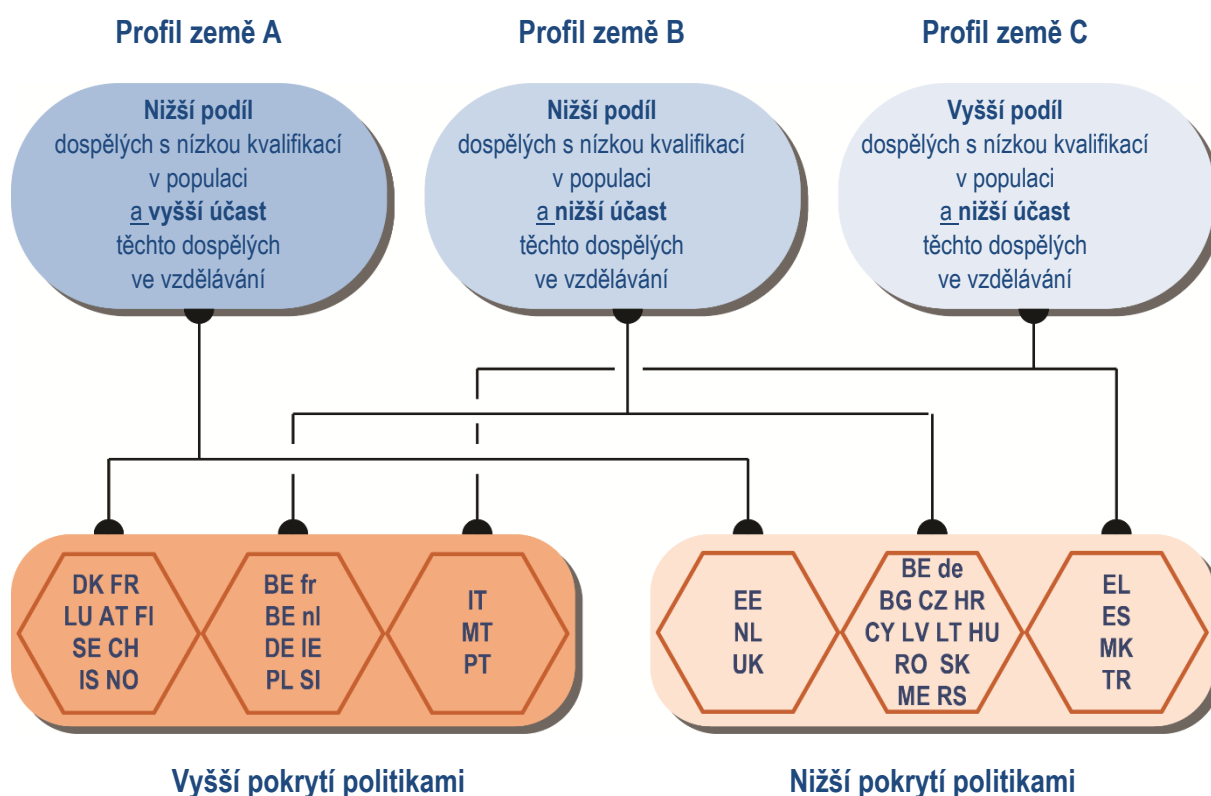 Profil země A
Profil země B
Profil země C
Nižší podíl
dospělých s nízkou kvalifikací
v populaci
a vyšší účast
těchto dospělých
ve vzdělávání
Nižší podíl
dospělých s nízkou kvalifikací
v populaci
a nižší účast
těchto dospělých
ve vzdělávání
Vyšší podíl
dospělých s nízkou kvalifikací
v populaci
a nižší účast
těchto dospělých
ve vzdělávání
DK FR
LU AT FI
SE CH
IS NO
BE fr
BE nl
DE IE
PL SI
IT
MT
PT
EE
NL
UK
BE de
BG CZ HR
CY LV LT HU
RO SK
ME RS
EL
ES
MK
TR
Vyšší pokrytí politikami
Nižší pokrytí politikami